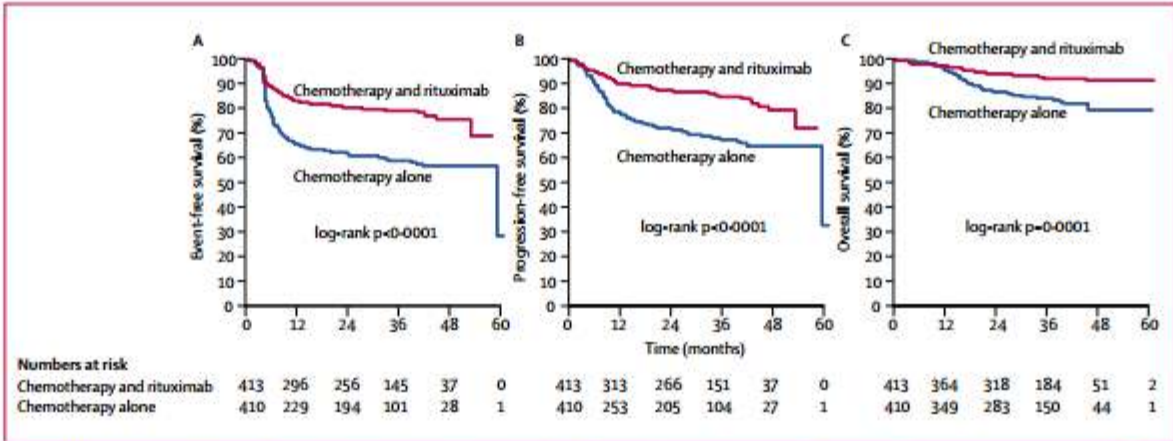 A
B
C
Event-free survival (%)
100
90
80
70
60
50
40
30
20
10
0
Chemotherapy and rituximab
Chemotherapy alone
log-rank p<0·0001
0 12 24 36 48 60
Progression-free survival (%)
100
90
80
70
60
50
40
30
20
10
0
Chemotherapy and rituximab
Chemotherapy alone
log-rank p<0·0001
0 12 24 36 48 60
Time (months)
Overall survival (%)
100
90
80
70
60
50
40
30
20
10
0
Chemotherapy and rituximab
Chemotherapy alone
log-rank p=0·0001
0 12 24 36 48 60
Numbers at risk
Chemotherapy and rituximab 413 296 256 145 37 0 413 313 266 151 37 0 413 364 318 184 51 2
Chemotherapy alone 410 229 194 101 28 1 410 253 205 104 27 1 410 349 283 150 44 1